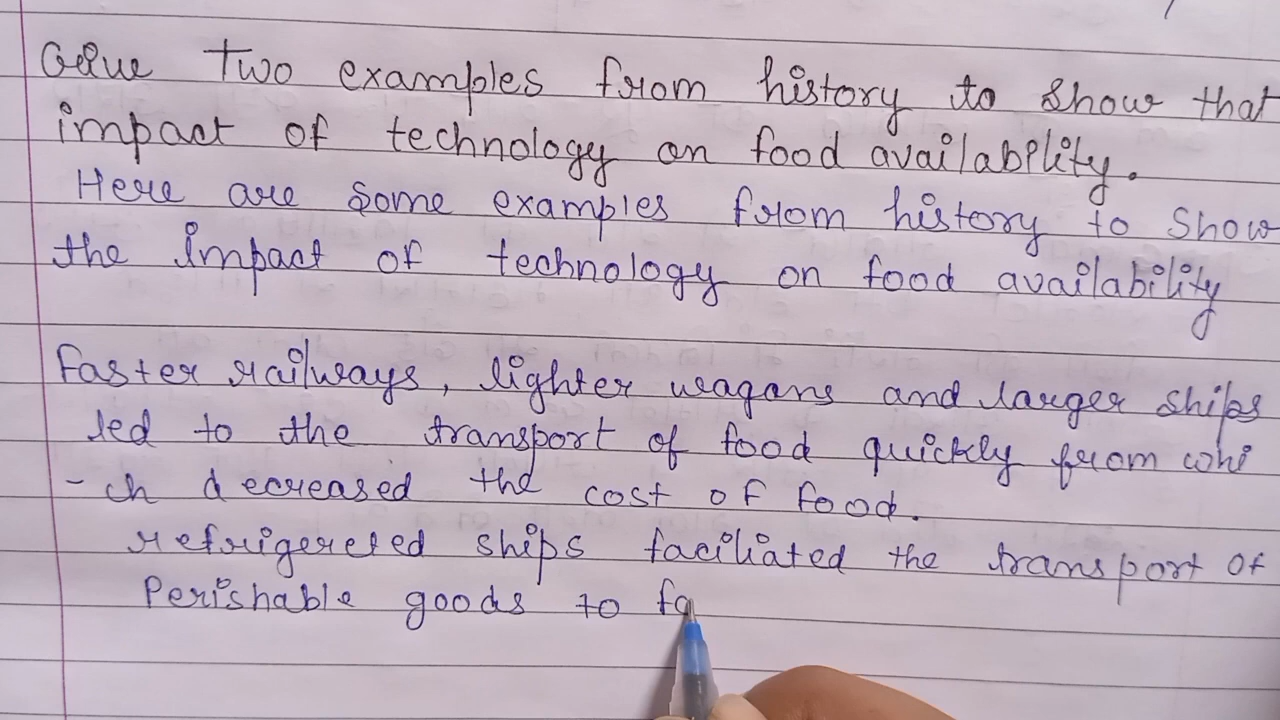 Give Two examples from history to show that
impact of technology on food availability.
Here are some examples from history to show
the impact of technology on food availability
faster railways, lighter wagans and larger ships
led to the transport of food quickly from whi
-ch decreased the cost of food.
refrigereted ships faciliated the transport of
Perishable goods to fa